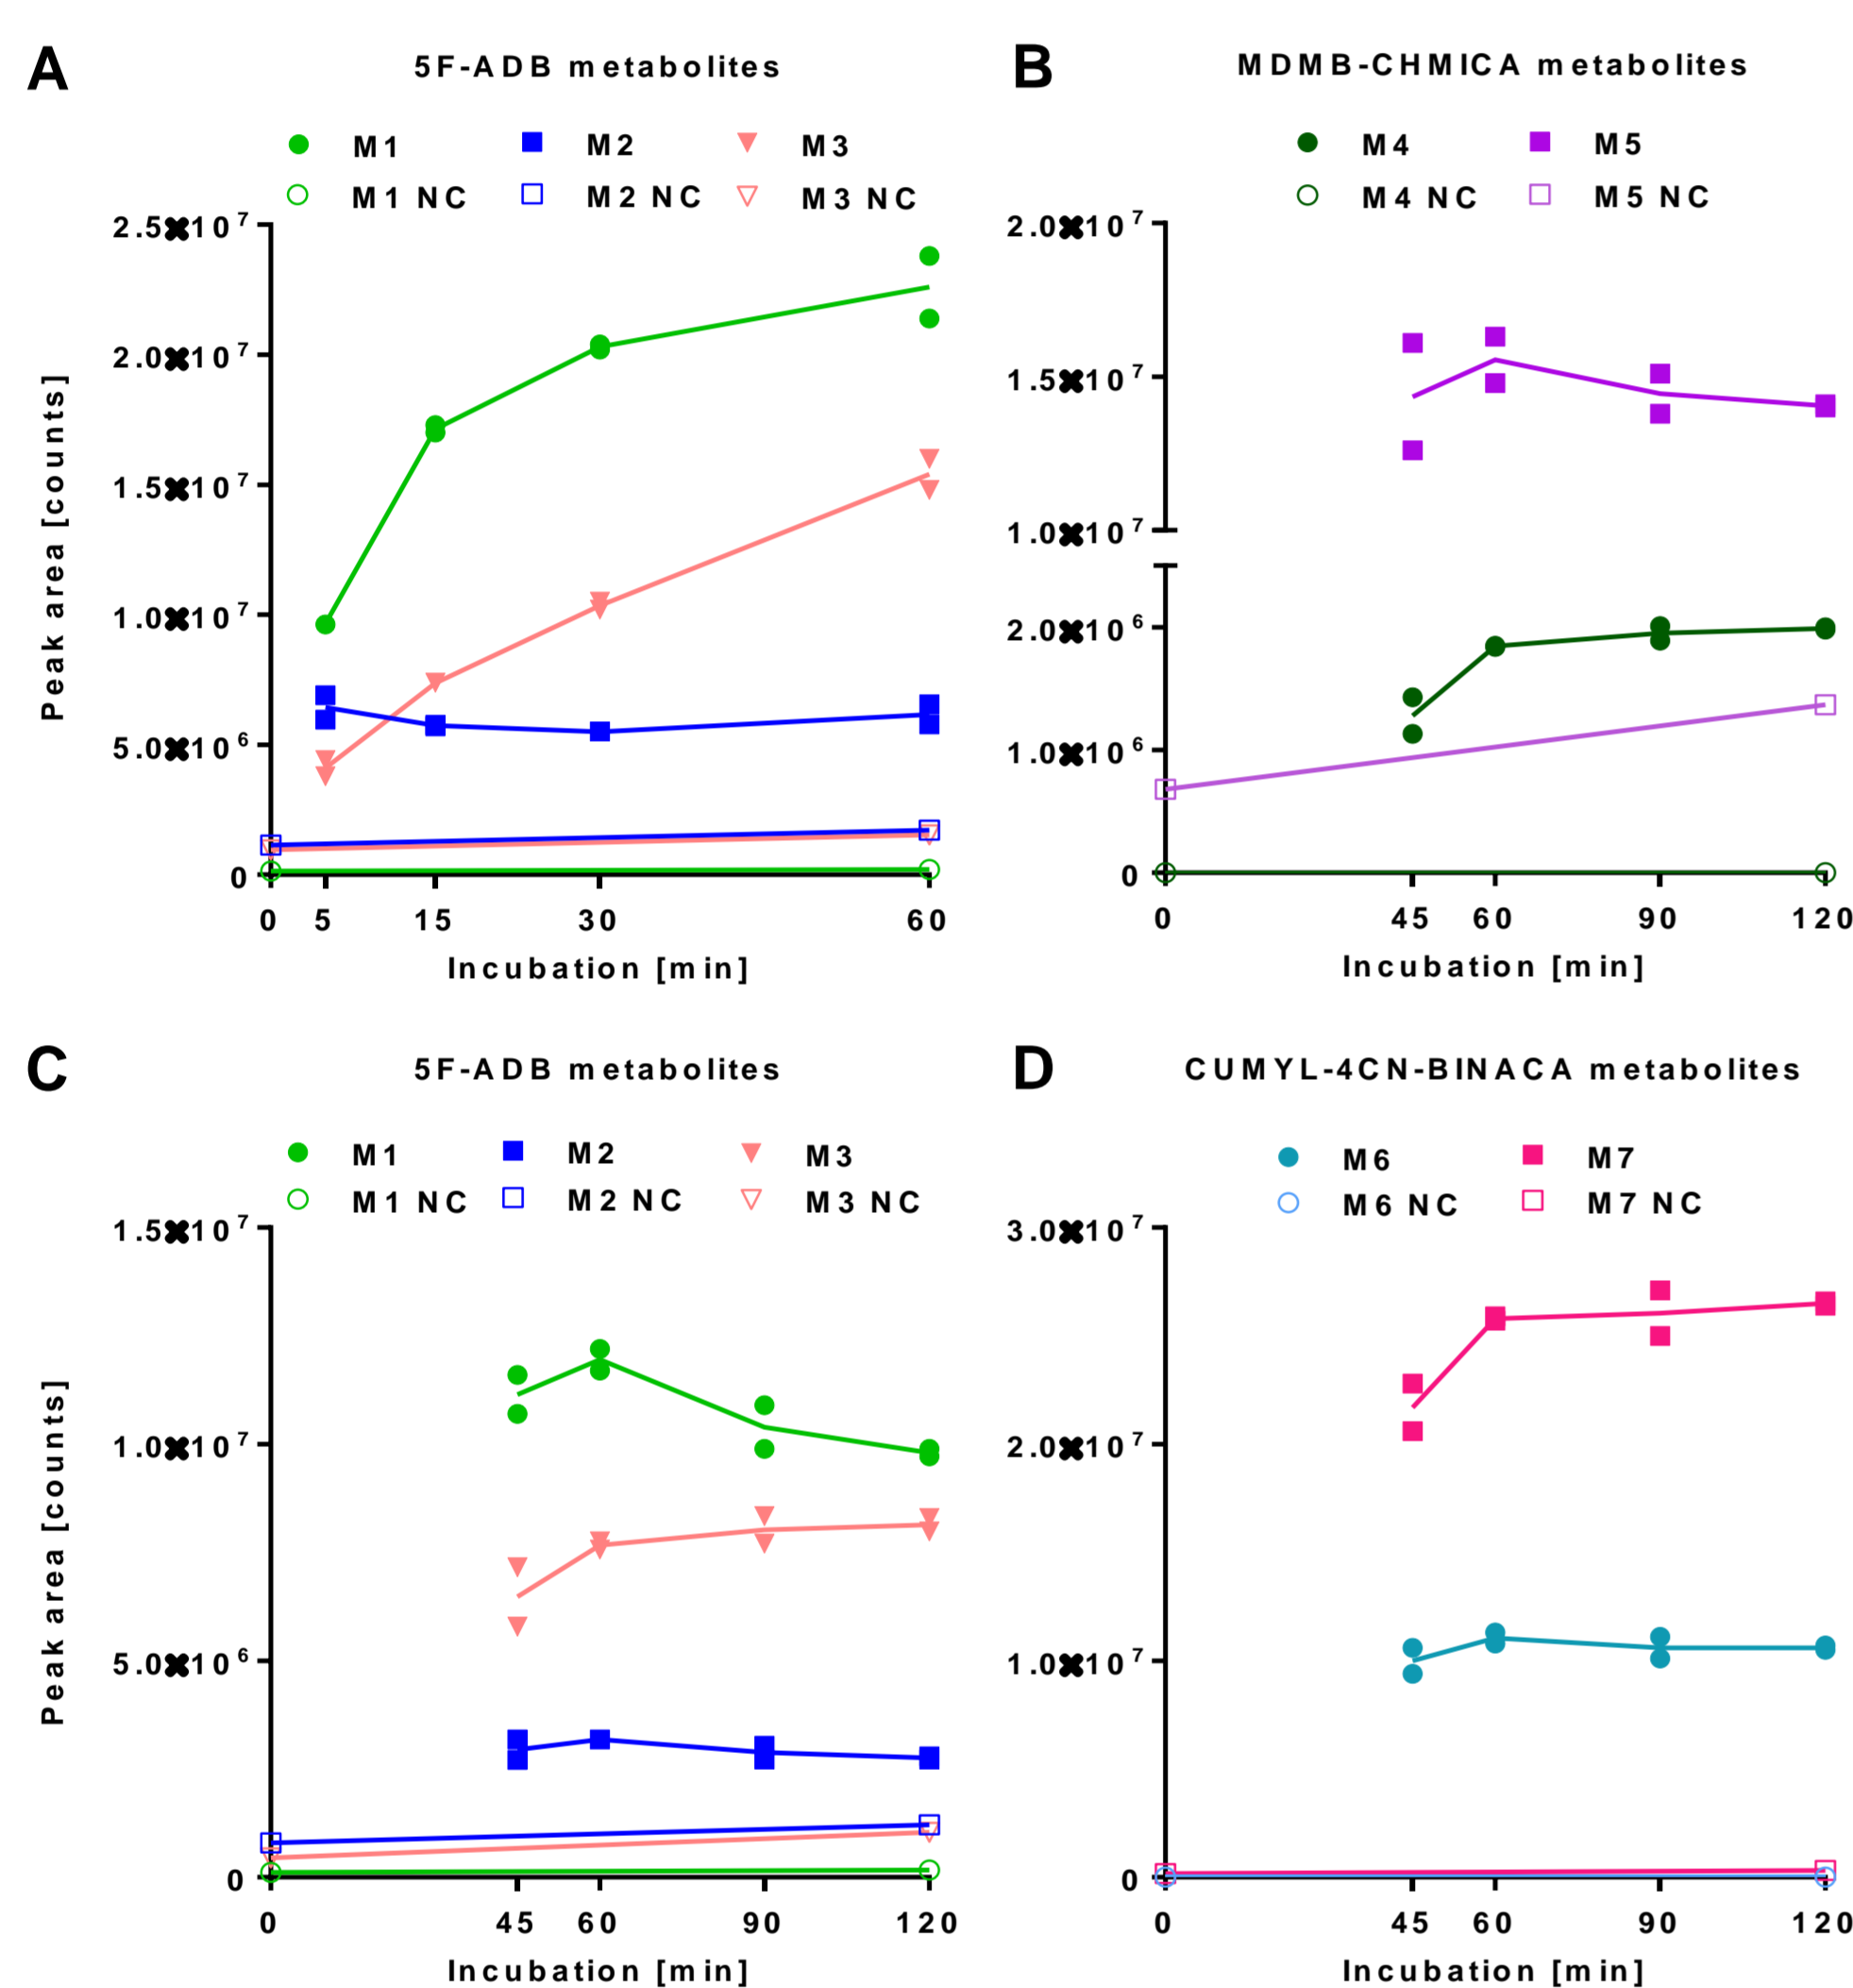 A
5F-ADB metabolites
M1 M2 M3
M1 NC M2 NC M3 NC
Peak area [counts]
2.5✖10⁷
2.0✖10⁷
1.5✖10⁷
1.0✖10⁷
5.0✖10⁶
0
0 5 15 30 60
Incubation [min]
B
MDMB-CHMICA metabolites
M4 M5
M4 NC M5 NC
2.0✖10⁷
1.5✖10⁷
1.0✖10⁷
2.0✖10⁶
1.0✖10⁶
0
0 45 60 90 120
Incubation [min]
C
5F-ADB metabolites
M1 M2 M3
M1 NC M2 NC M3 NC
Peak area [counts]
1.5✖10⁷
1.0✖10⁷
5.0✖10⁶
0
0 45 60 90 120
Incubation [min]
D
CUMYL-4CN-BINACA metabolites
M6 M7
M6 NC M7 NC
3.0✖10⁷
2.0✖10⁷
1.0✖10⁷
0
0 45 60 90 120
Incubation [min]